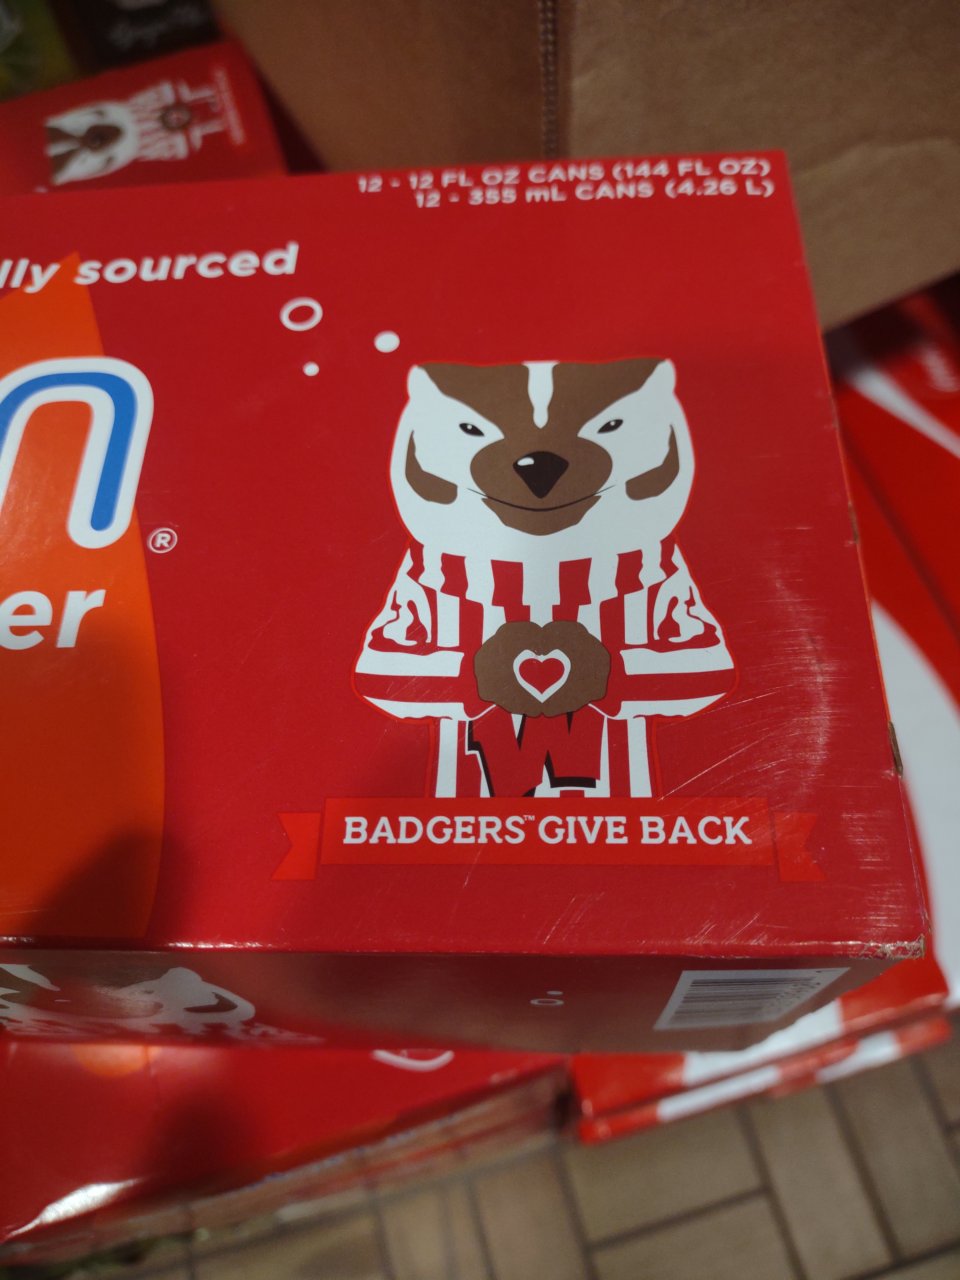 12 - 12 FL OZ CANS (144 FL OZ)
12 - 355 mL CANS (4.26 L)
lly sourced
n®
er
W
BADGERS™ GIVE BACK